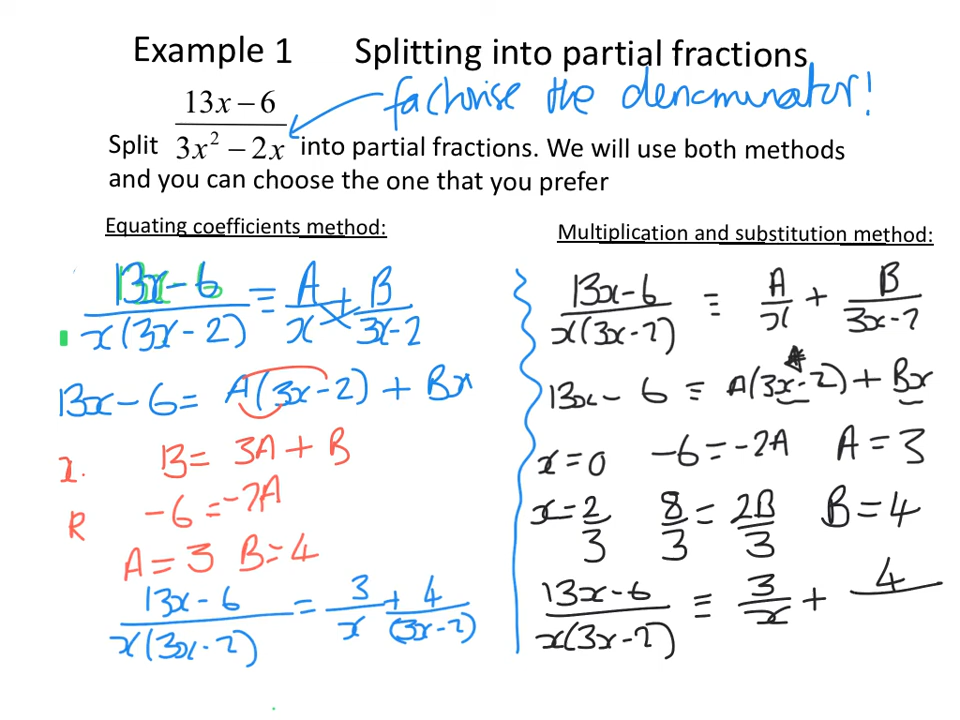 Example 1 Splitting into partial fractions
factorise the denominator!
Split (13x − 6)/(3x² − 2x) into partial fractions. We will use both methods
and you can choose the one that you prefer
Equating coefficients method:
(13x − 6)/(x(3x − 2)) = A/x + B/(3x − 2)
13x − 6 = A(3x − 2) + Bx
x. 13 = 3A + B
R −6 = −2A
A = 3 B = 4
(13x − 6)/(x(3x − 2)) = 3/x + 4/(3x − 2)
Multiplication and substitution method:
(13x − 6)/(x(3x − 2)) ≡ A/x + B/(3x − 2)
13x − 6 ≡ A(3x − 2) + Bx
x = 0 −6 = −2A A = 3
x = 2/3 8/3 = 2B/3 B = 4
(13x − 6)/(x(3x − 2)) ≡ 3/x + 4/